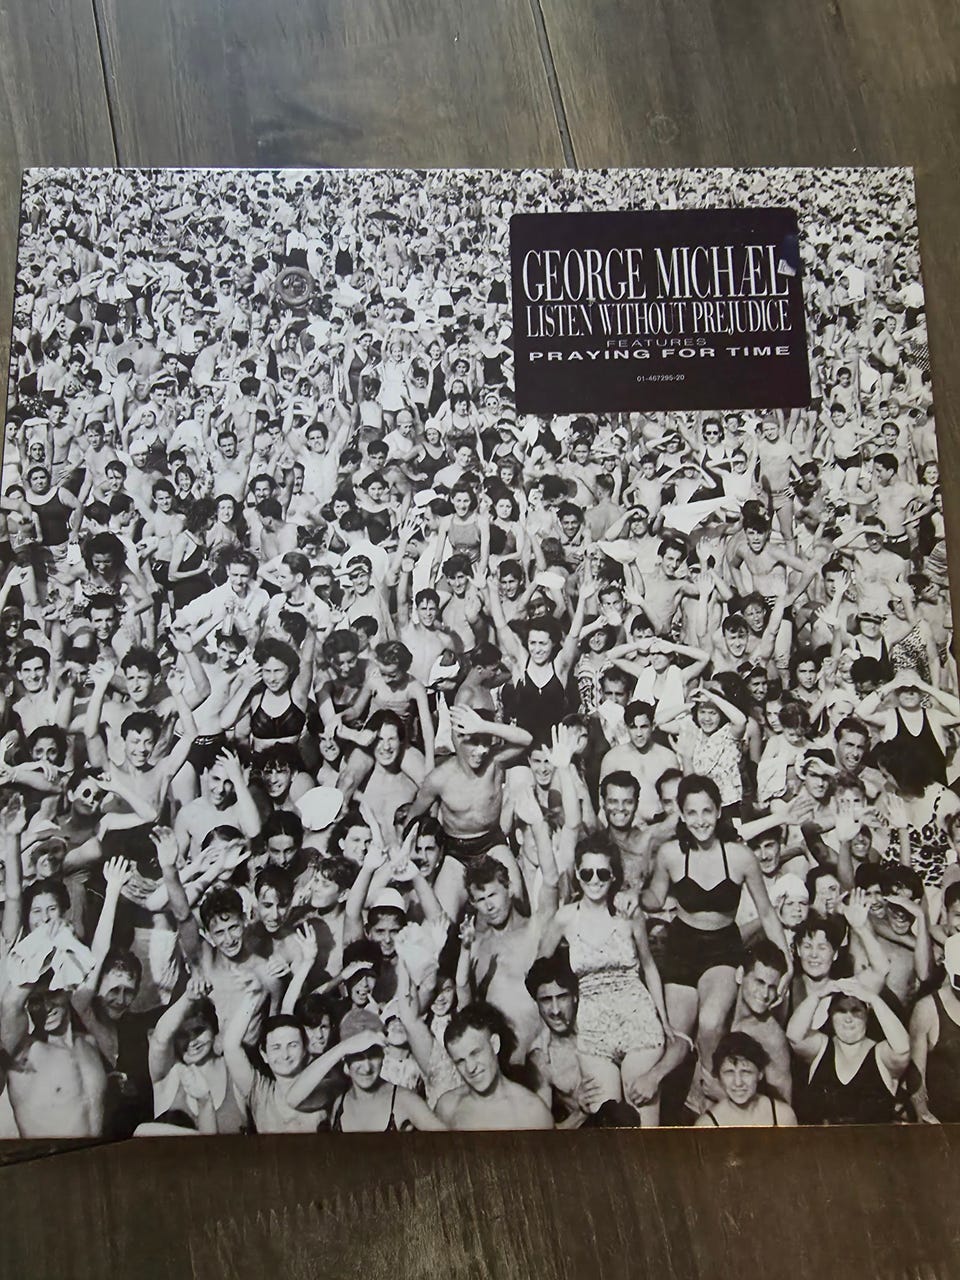 GEORGE MICHÆL
LISTEN WITHOUT PREJUDICE
FEATURES
PRAYING FOR TIME
01-467295-20